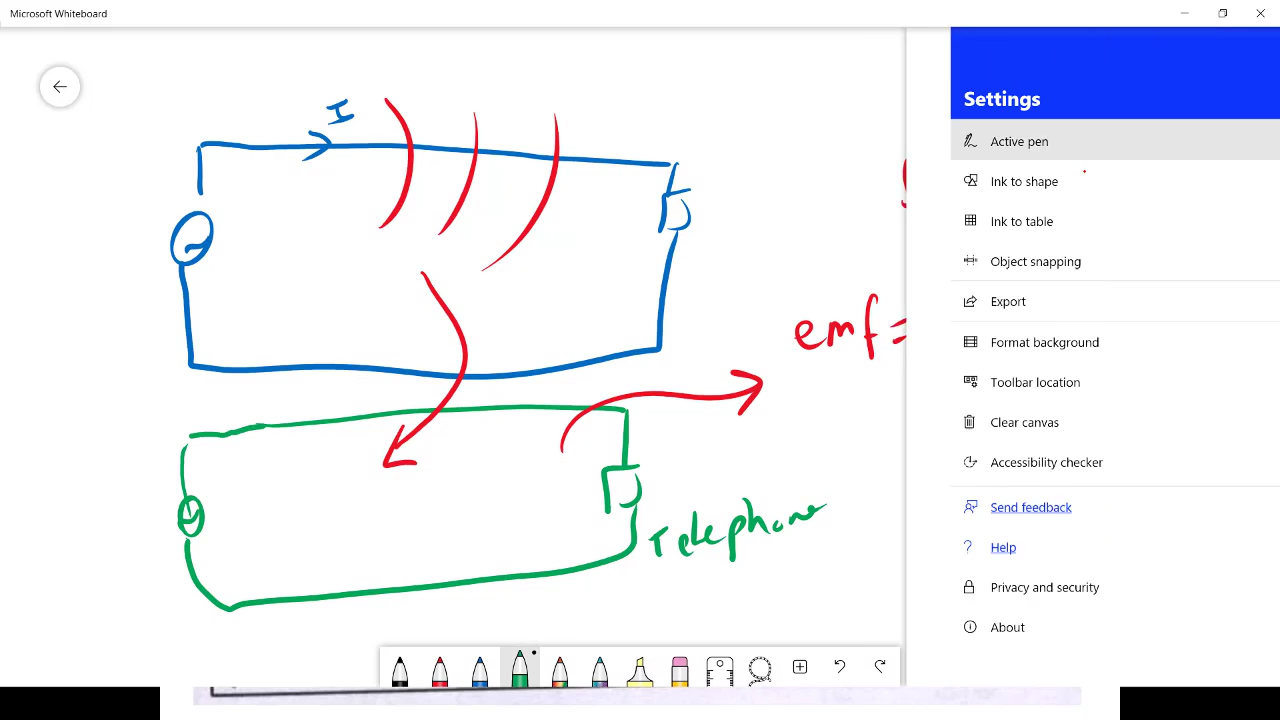 Microsoft Whiteboard
I
emf =
Telephone
Settings
Active pen
Ink to shape
Ink to table
Object snapping
Export
Format background
Toolbar location
Clear canvas
Accessibility checker
Send feedback
Help
Privacy and security
About